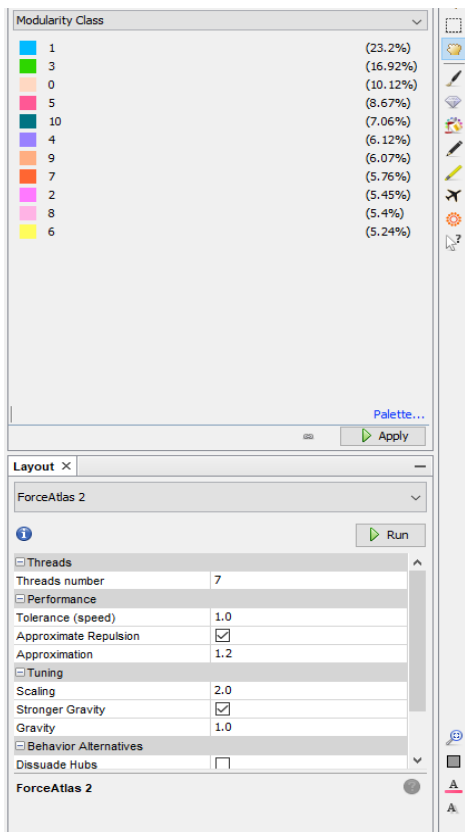 Modularity Class
1 (23.2%)
3 (16.92%)
0 (10.12%)
5 (8.67%)
10 (7.06%)
4 (6.12%)
9 (6.07%)
7 (5.76%)
2 (5.45%)
8 (5.4%)
6 (5.24%)
Palette...
Apply
Layout
ForceAtlas 2
Run
Threads
Threads number 7
Performance
Tolerance (speed) 1.0
Approximate Repulsion
Approximation 1.2
Tuning
Scaling 2.0
Stronger Gravity
Gravity 1.0
Behavior Alternatives
Dissuade Hubs
ForceAtlas 2
A
A